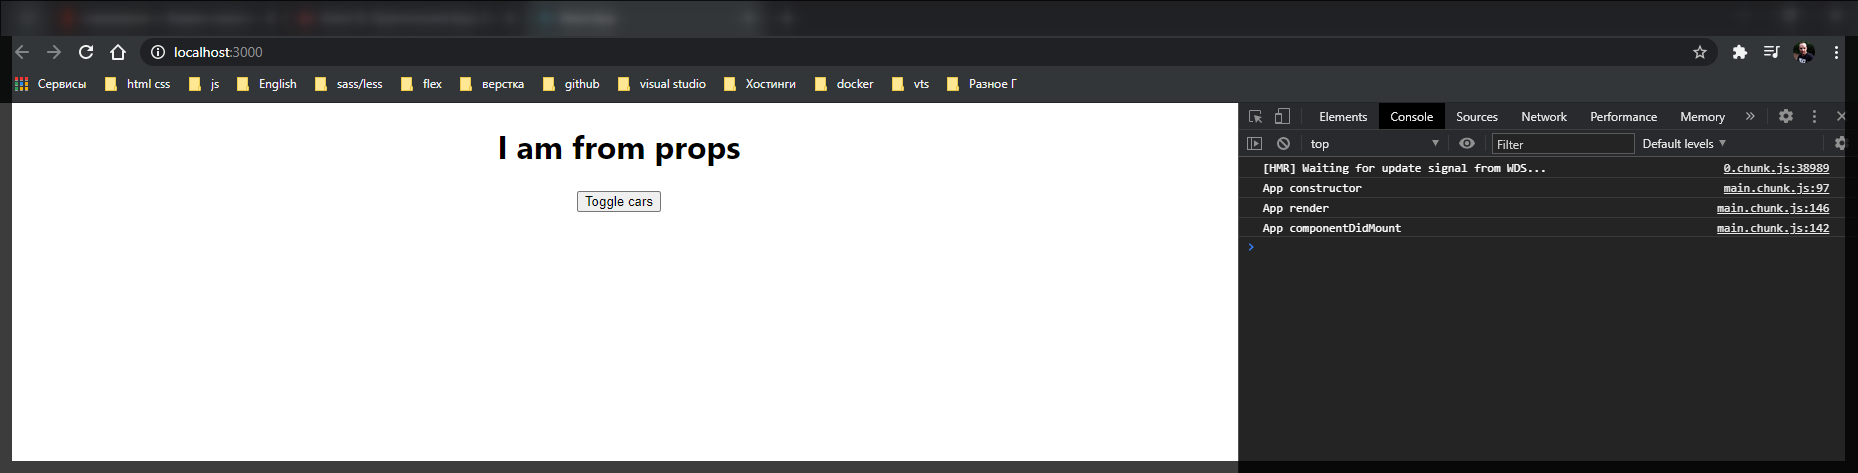 localhost:3000
Сервисы html css js English sass/less flex верстка github visual studio Хостинги docker vts Разное Г
I am from props
Toggle cars
Elements Console Sources Network Performance Memory »
top Filter Default levels
[HMR] Waiting for update signal from WDS... 0.chunk.js:38989
App constructor main.chunk.js:97
App render main.chunk.js:146
App componentDidMount main.chunk.js:142